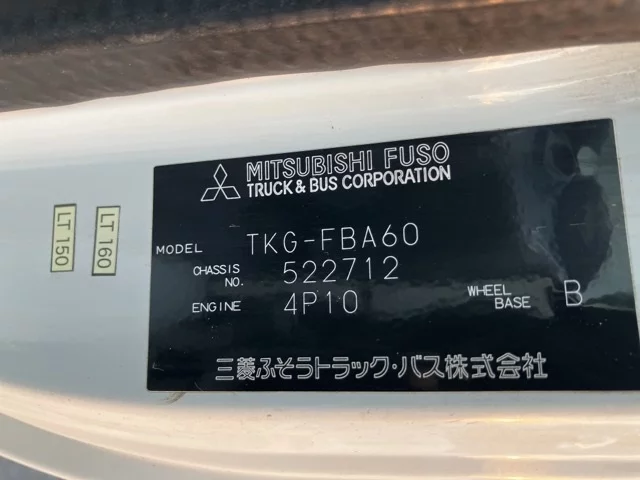 MITSUBISHI FUSO
TRUCK & BUS CORPORATION
LT 150
LT 160
MODEL TKG-FBA60
CHASSIS NO. 522712
ENGINE 4P10
WHEEL BASE B
三菱ふそうトラック・バス株式会社